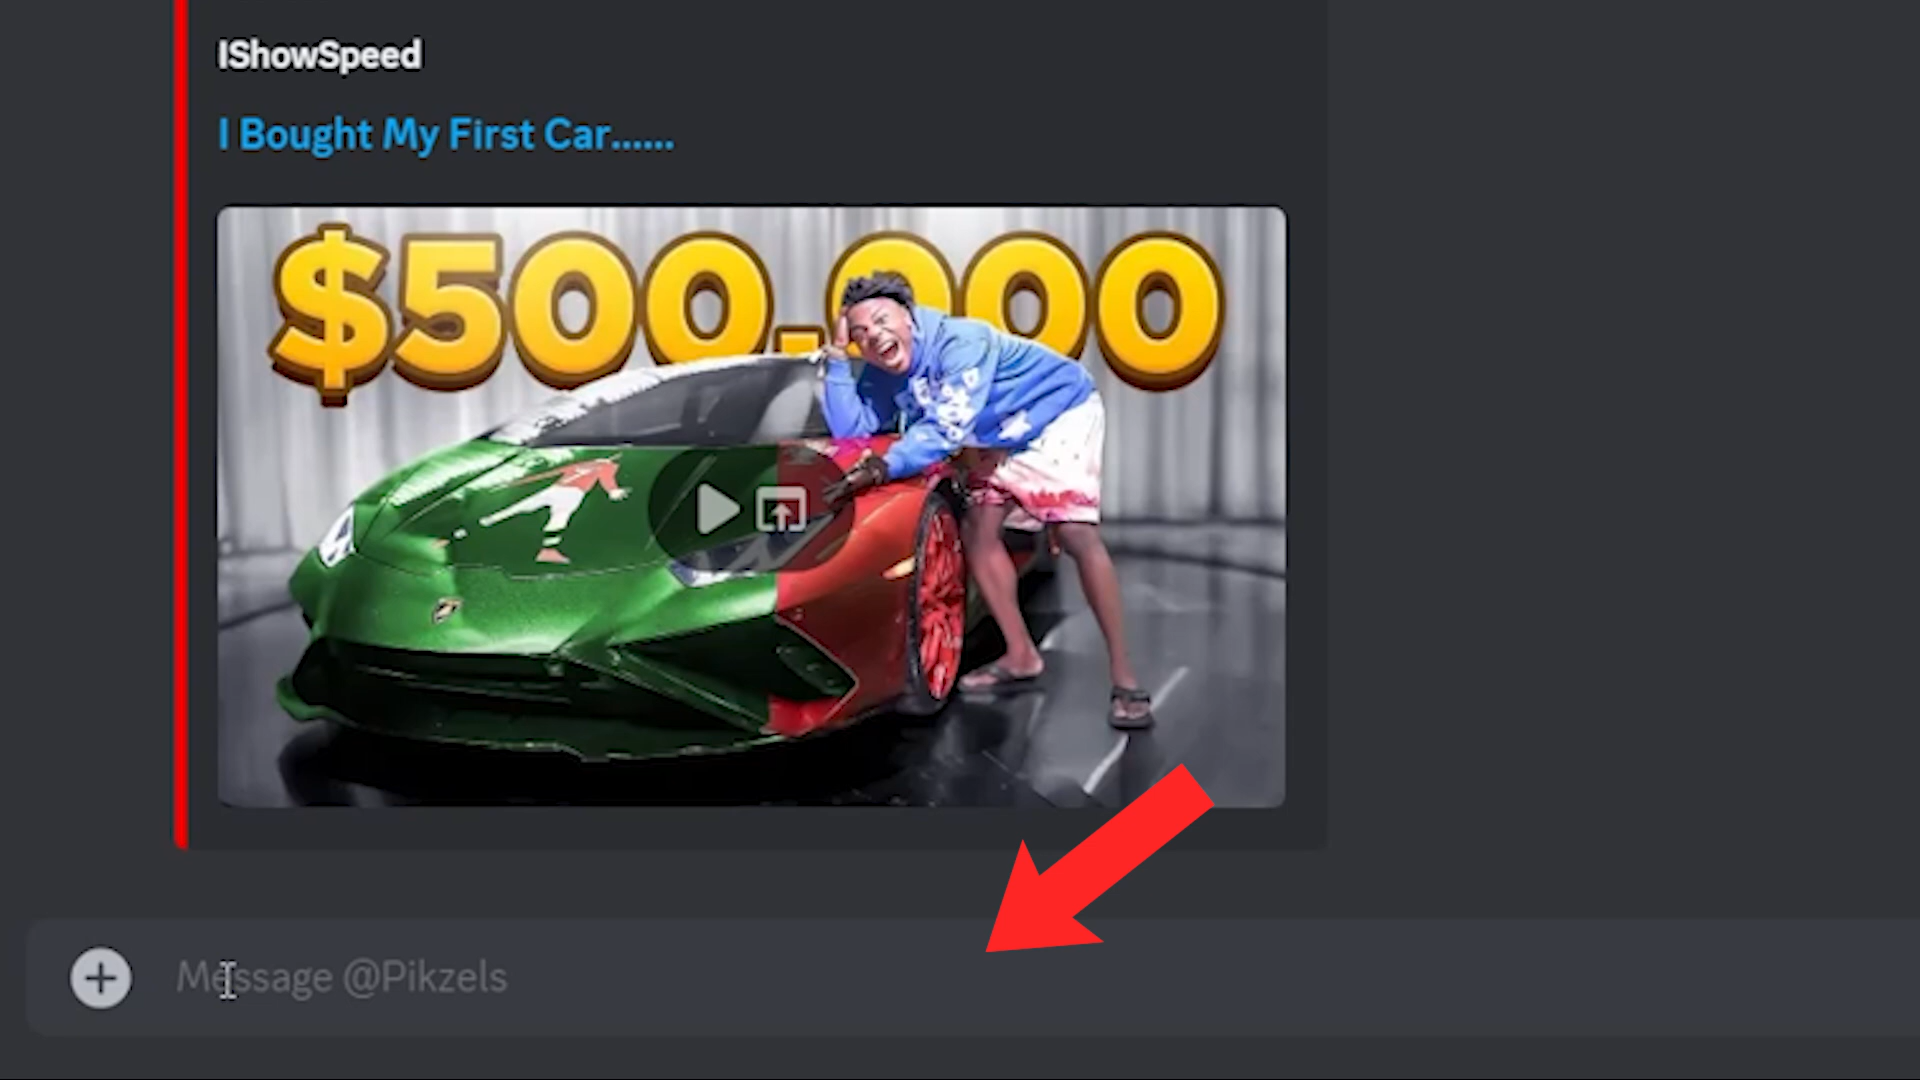 IShowSpeed
I Bought My First Car......
$500,000
Message @Pikzels